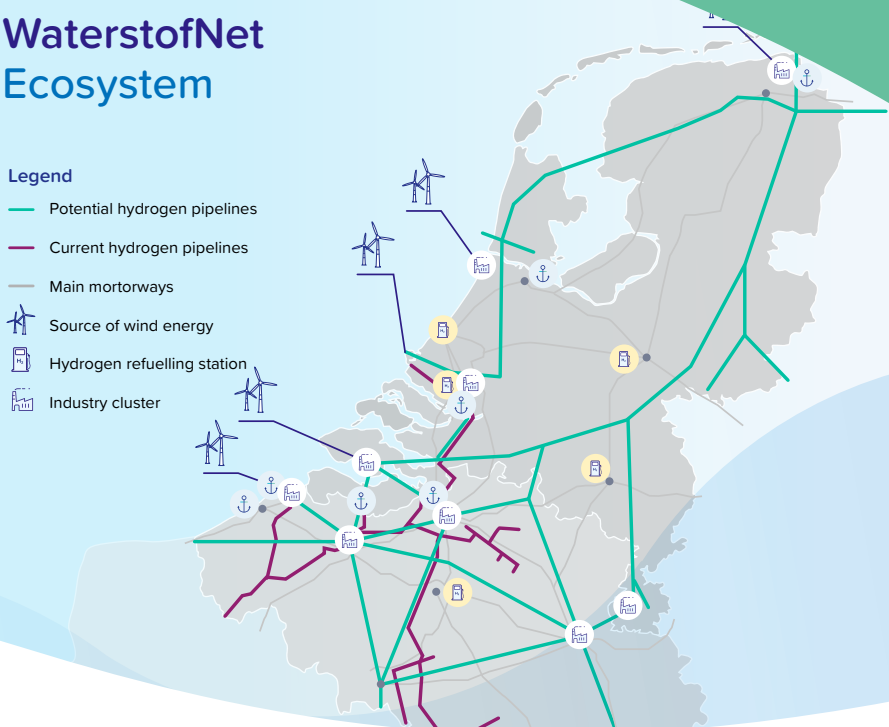 WaterstofNet
Ecosystem
Legend
Potential hydrogen pipelines
Current hydrogen pipelines
Main mortorways
Source of wind energy
Hydrogen refuelling station
Industry cluster